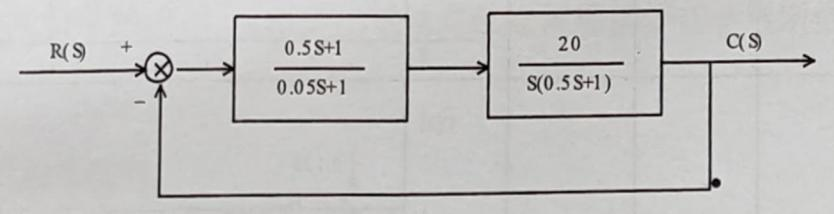 R(S) + 0.5S+1 20 C(S)
0.05S+1 S(0.5S+1)
−